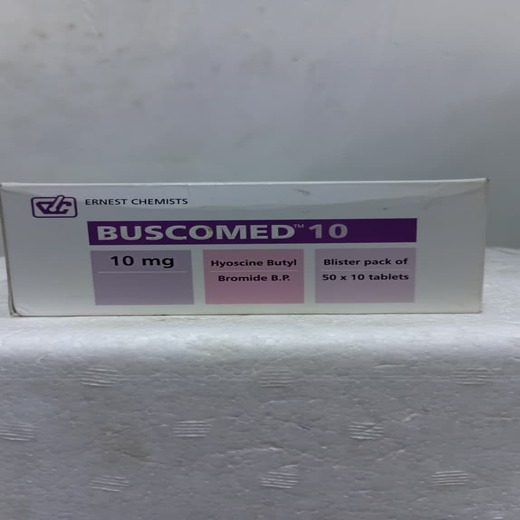 ERNEST CHEMISTS
BUSCOMED™ 10
10 mg
Hyoscine Butyl
Bromide B.P.
Blister pack of
50 x 10 tablets